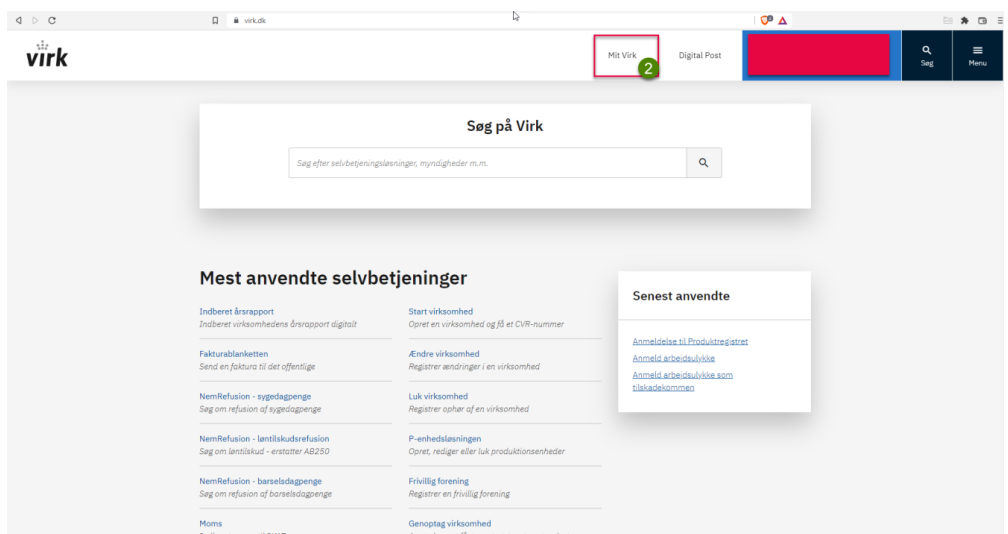 virk.dk
virk
Mit Virk
2
Digital Post
Søg
Menu
Søg på Virk
Søg efter selvbetjeningsløsninger, myndigheder m.m.
Mest anvendte selvbetjeninger
Indberet årsrapport
Indberet virksomhedens årsrapport digitalt
Fakturablanketten
Send en faktura til det offentlige
NemRefusion - sygedagpenge
Søg om refusion af sygedagpenge
NemRefusion - løntilskudsrefusion
Søg om løntilskud - erstatter AB250
NemRefusion - barselsdagpenge
Søg om refusion af barselsdagpenge
Moms
Start virksomhed
Opret en virksomhed og få et CVR-nummer
Ændre virksomhed
Registrer ændringer i en virksomhed
Luk virksomhed
Registrer ophør af en virksomhed
P-enhedsløsningen
Opret, rediger eller luk produktionsenheder
Frivillig forening
Registrer en frivillig forening
Genoptag virksomhed
Senest anvendte
Anmeldelse til Produktregistret
Anmeld arbejdsulykke
Anmeld arbejdsulykke som
tilskadekommen